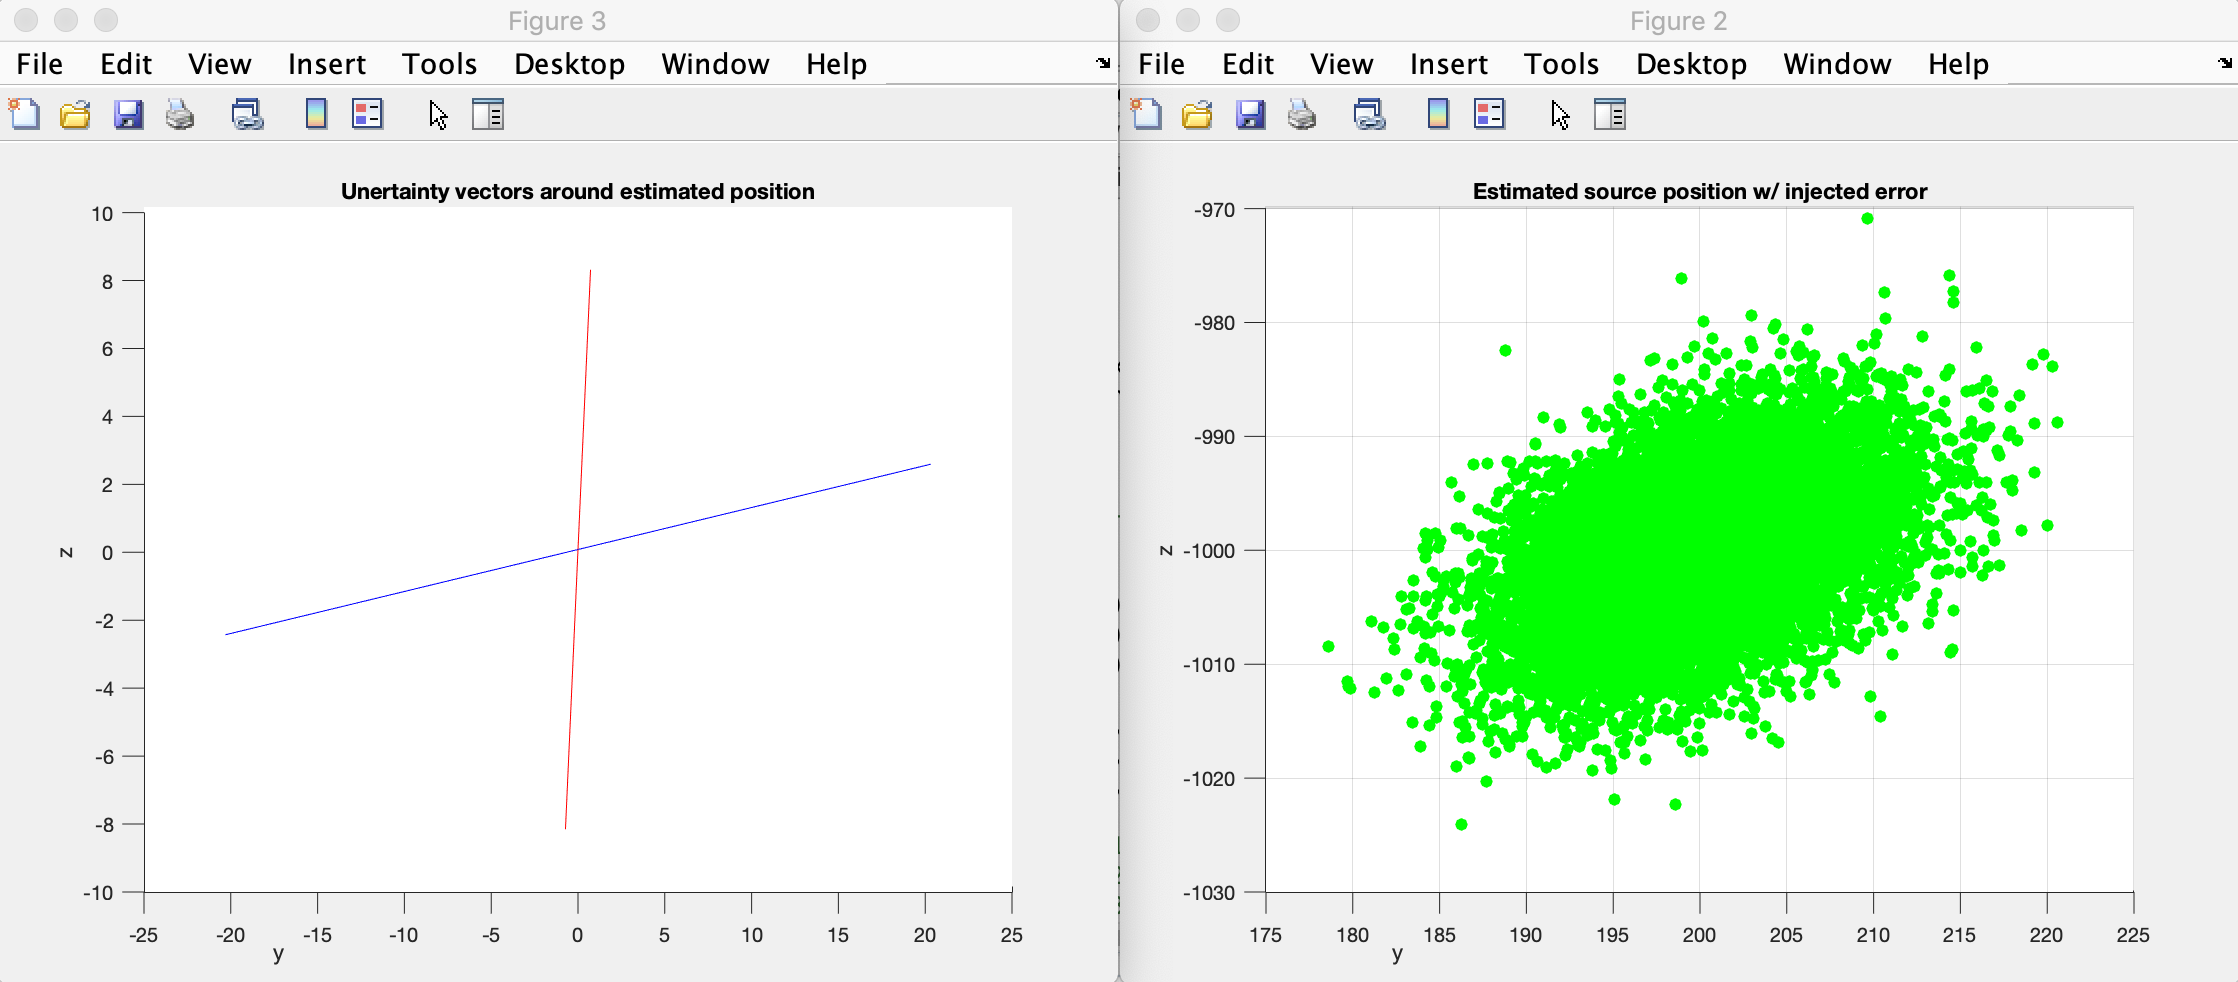 Figure 3
File Edit View Insert Tools Desktop Window Help
Unertainty vectors around estimated position
10
8
6
4
2
0
-2
-4
-6
-8
-10
z
-25 -20 -15 -10 -5 0 5 10 15 20 25
y
Figure 2
File Edit View Insert Tools Desktop Window Help
Estimated source position w/ injected error
-970
-980
-990
-1000
-1010
-1020
-1030
z
175 180 185 190 195 200 205 210 215 220 225
y